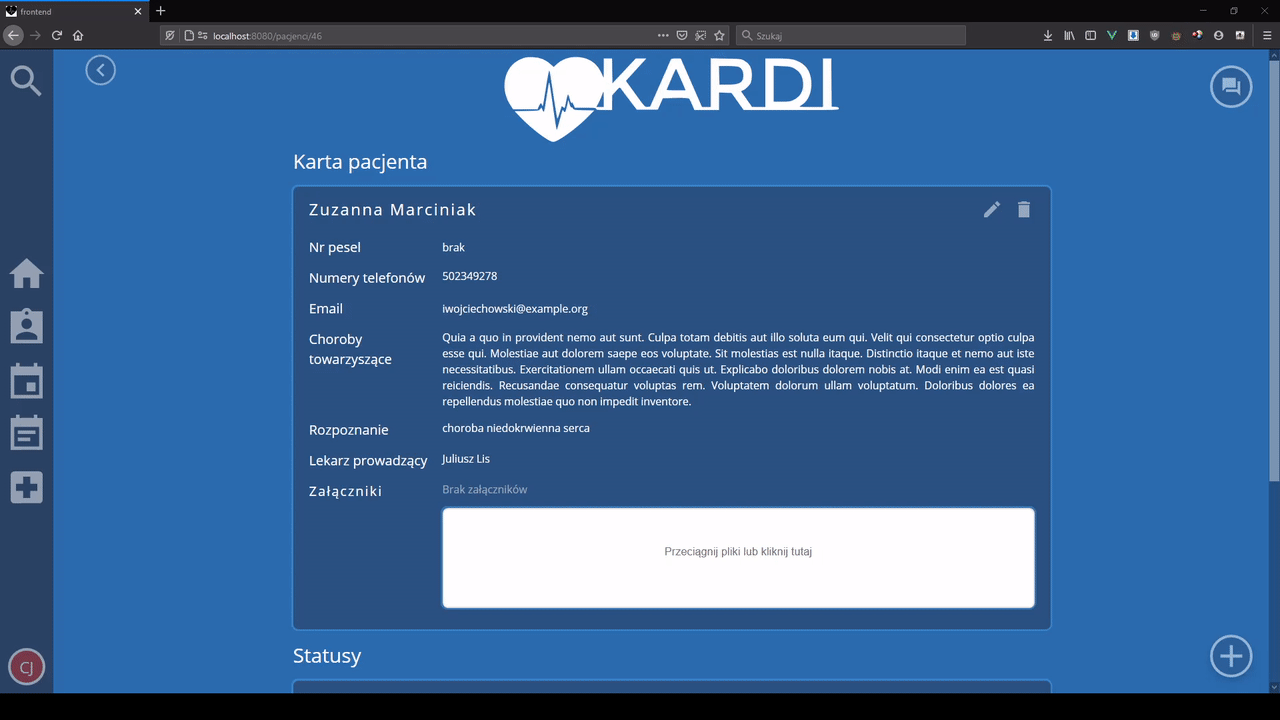 frontend
localhost:8080/pacjenci/46
Szukaj
KARDI
Karta pacjenta
Zuzanna Marciniak
Nr pesel
brak
Numery telefonów
502349278
Email
iwojciechowski@example.org
Choroby
towarzyszące
Quia a quo in provident nemo aut sunt. Culpa totam debitis aut illo soluta eum qui. Velit qui consectetur optio culpa
esse qui. Molestiae aut dolorem saepe eos voluptate. Sit molestias est nulla itaque. Distinctio itaque et nemo aut iste
necessitatibus. Exercitationem ullam occaecati quis ut. Explicabo doloribus dolorem nobis at. Modi enim ea est quasi
reiciendis. Recusandae consequatur voluptas rem. Voluptatem dolorum ullam voluptatum. Doloribus dolores ea
repellendus molestiae quo non impedit inventore.
Rozpoznanie
choroba niedokrwienna serca
Lekarz prowadzący
Juliusz Lis
Załączniki
Brak załączników
Przeciągnij pliki lub kliknij tutaj
Statusy
CJ